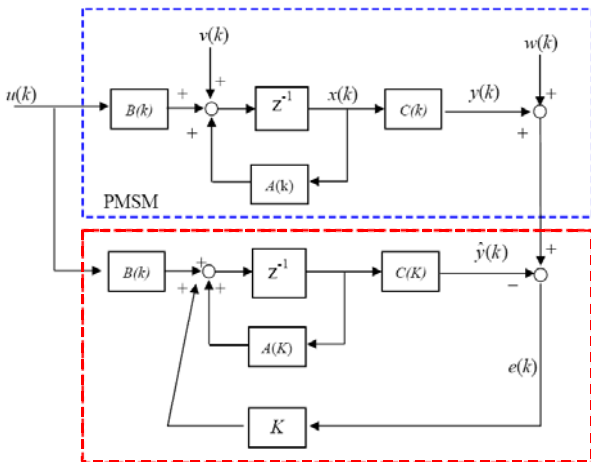 v(k)
w(k)
u(k)
+
+
B(k)
+
z⁻¹
x(k)
C(k)
y(k)
+
+
A(k)
PMSM
B(k)
+
+
+
z⁻¹
C(K)
ŷ(k)
+
−
A(K)
e(k)
K